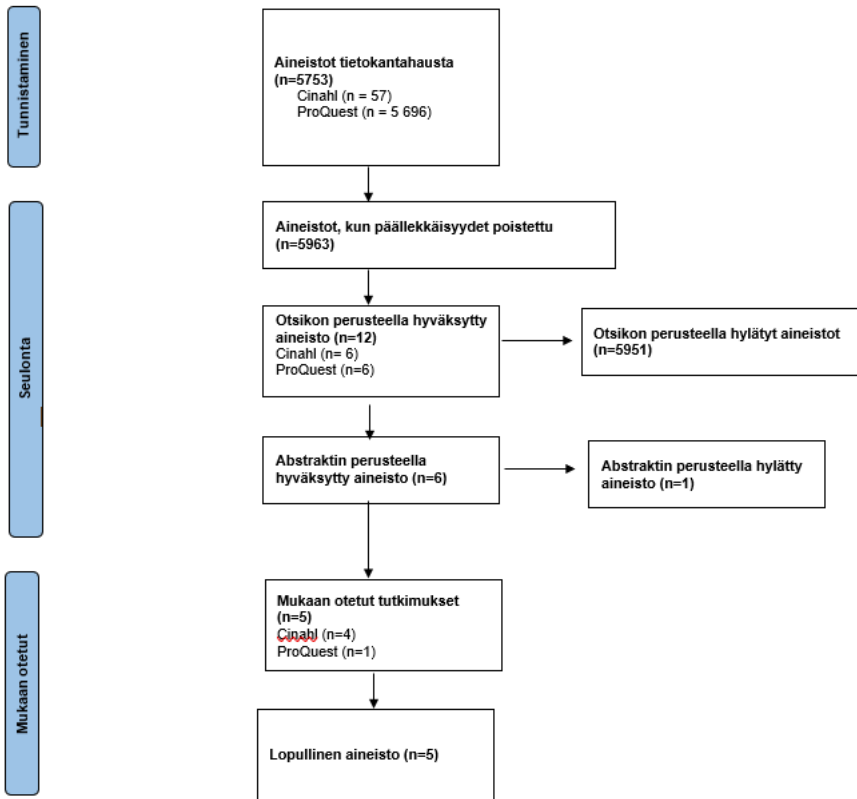 Tunnistaminen
Aineistot tietokantahausta
(n=5753)
Cinahl (n = 57)
ProQuest (n = 5 696)
Seulonta
Aineistot, kun päällekkäisyydet poistettu
(n=5963)
Otsikon perusteella hyväksytty
aineisto (n=12)
Cinahl (n= 6)
ProQuest (n=6)
Otsikon perusteella hylätyt aineistot
(n=5951)
Abstraktin perusteella
hyväksytty aineisto (n=6)
Abstraktin perusteella hylätty
aineisto (n=1)
Mukaan otetut
Mukaan otetut tutkimukset
(n=5)
Cinahl (n=4)
ProQuest (n=1)
Lopullinen aineisto (n=5)